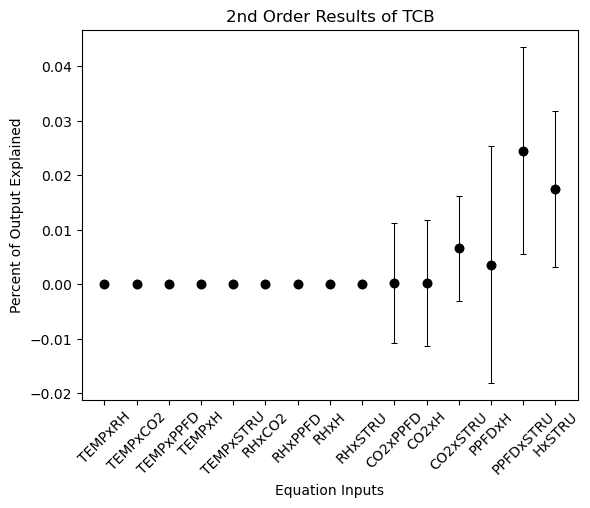 2nd Order Results of TCB
Percent of Output Explained
0.04
0.03
0.02
0.01
0.00
−0.01
−0.02
TEMPxRH
TEMPxCO2
TEMPxPPFD
TEMPxH
TEMPxSTRU
RHxCO2
RHxPPFD
RHxH
RHxSTRU
CO2xPPFD
CO2xH
CO2xSTRU
PPFDxH
PPFDxSTRU
HxSTRU
Equation Inputs